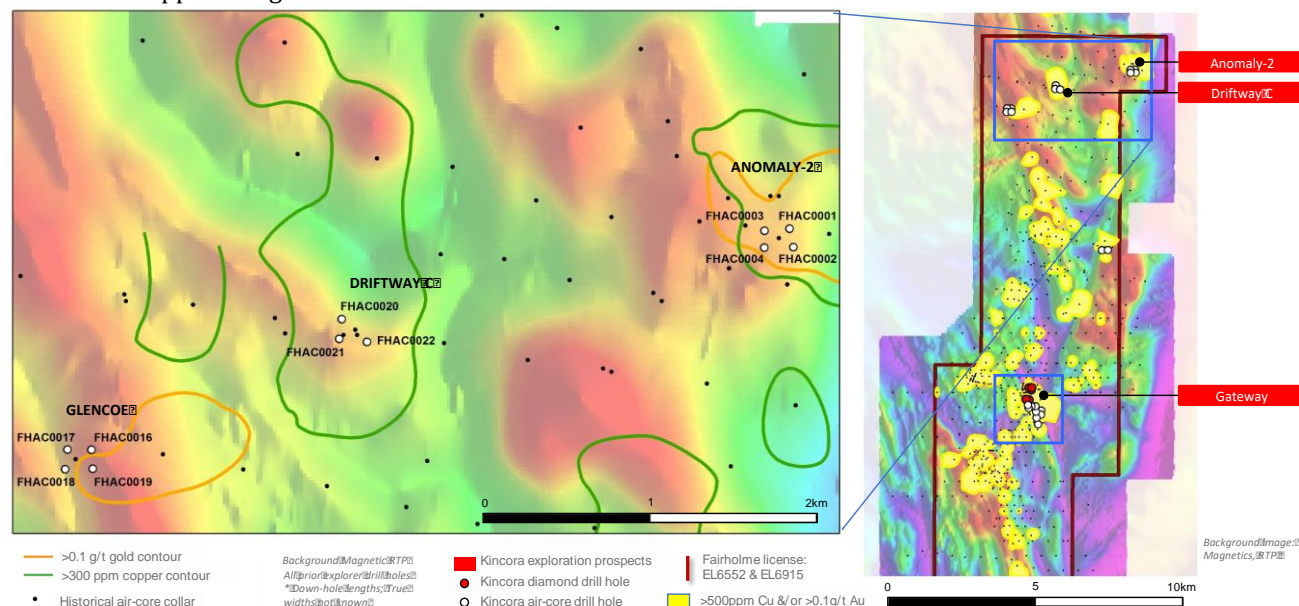 ANOMALY-2
FHAC0003
FHAC0001
FHAC0004
FHAC0002
DRIFTWAY C
FHAC0020
FHAC0021
FHAC0022
GLENCOE
FHAC0017
FHAC0016
FHAC0018
FHAC0019
0
1
2km
Anomaly-2
Driftway C
Gateway
>0.1 g/t gold contour
>300 ppm copper contour
Historical air-core collar
Background Magnetic RTP
All prior explorer drill holes
* Down-hole lengths; True
widths not known
Kincora exploration prospects
Kincora diamond drill hole
Kincora air-core drill hole
Fairholme license:
EL6552 & EL6915
>500ppm Cu &/or >0.1g/t Au
Background Image:
Magnetics, RTP
0
5
10km